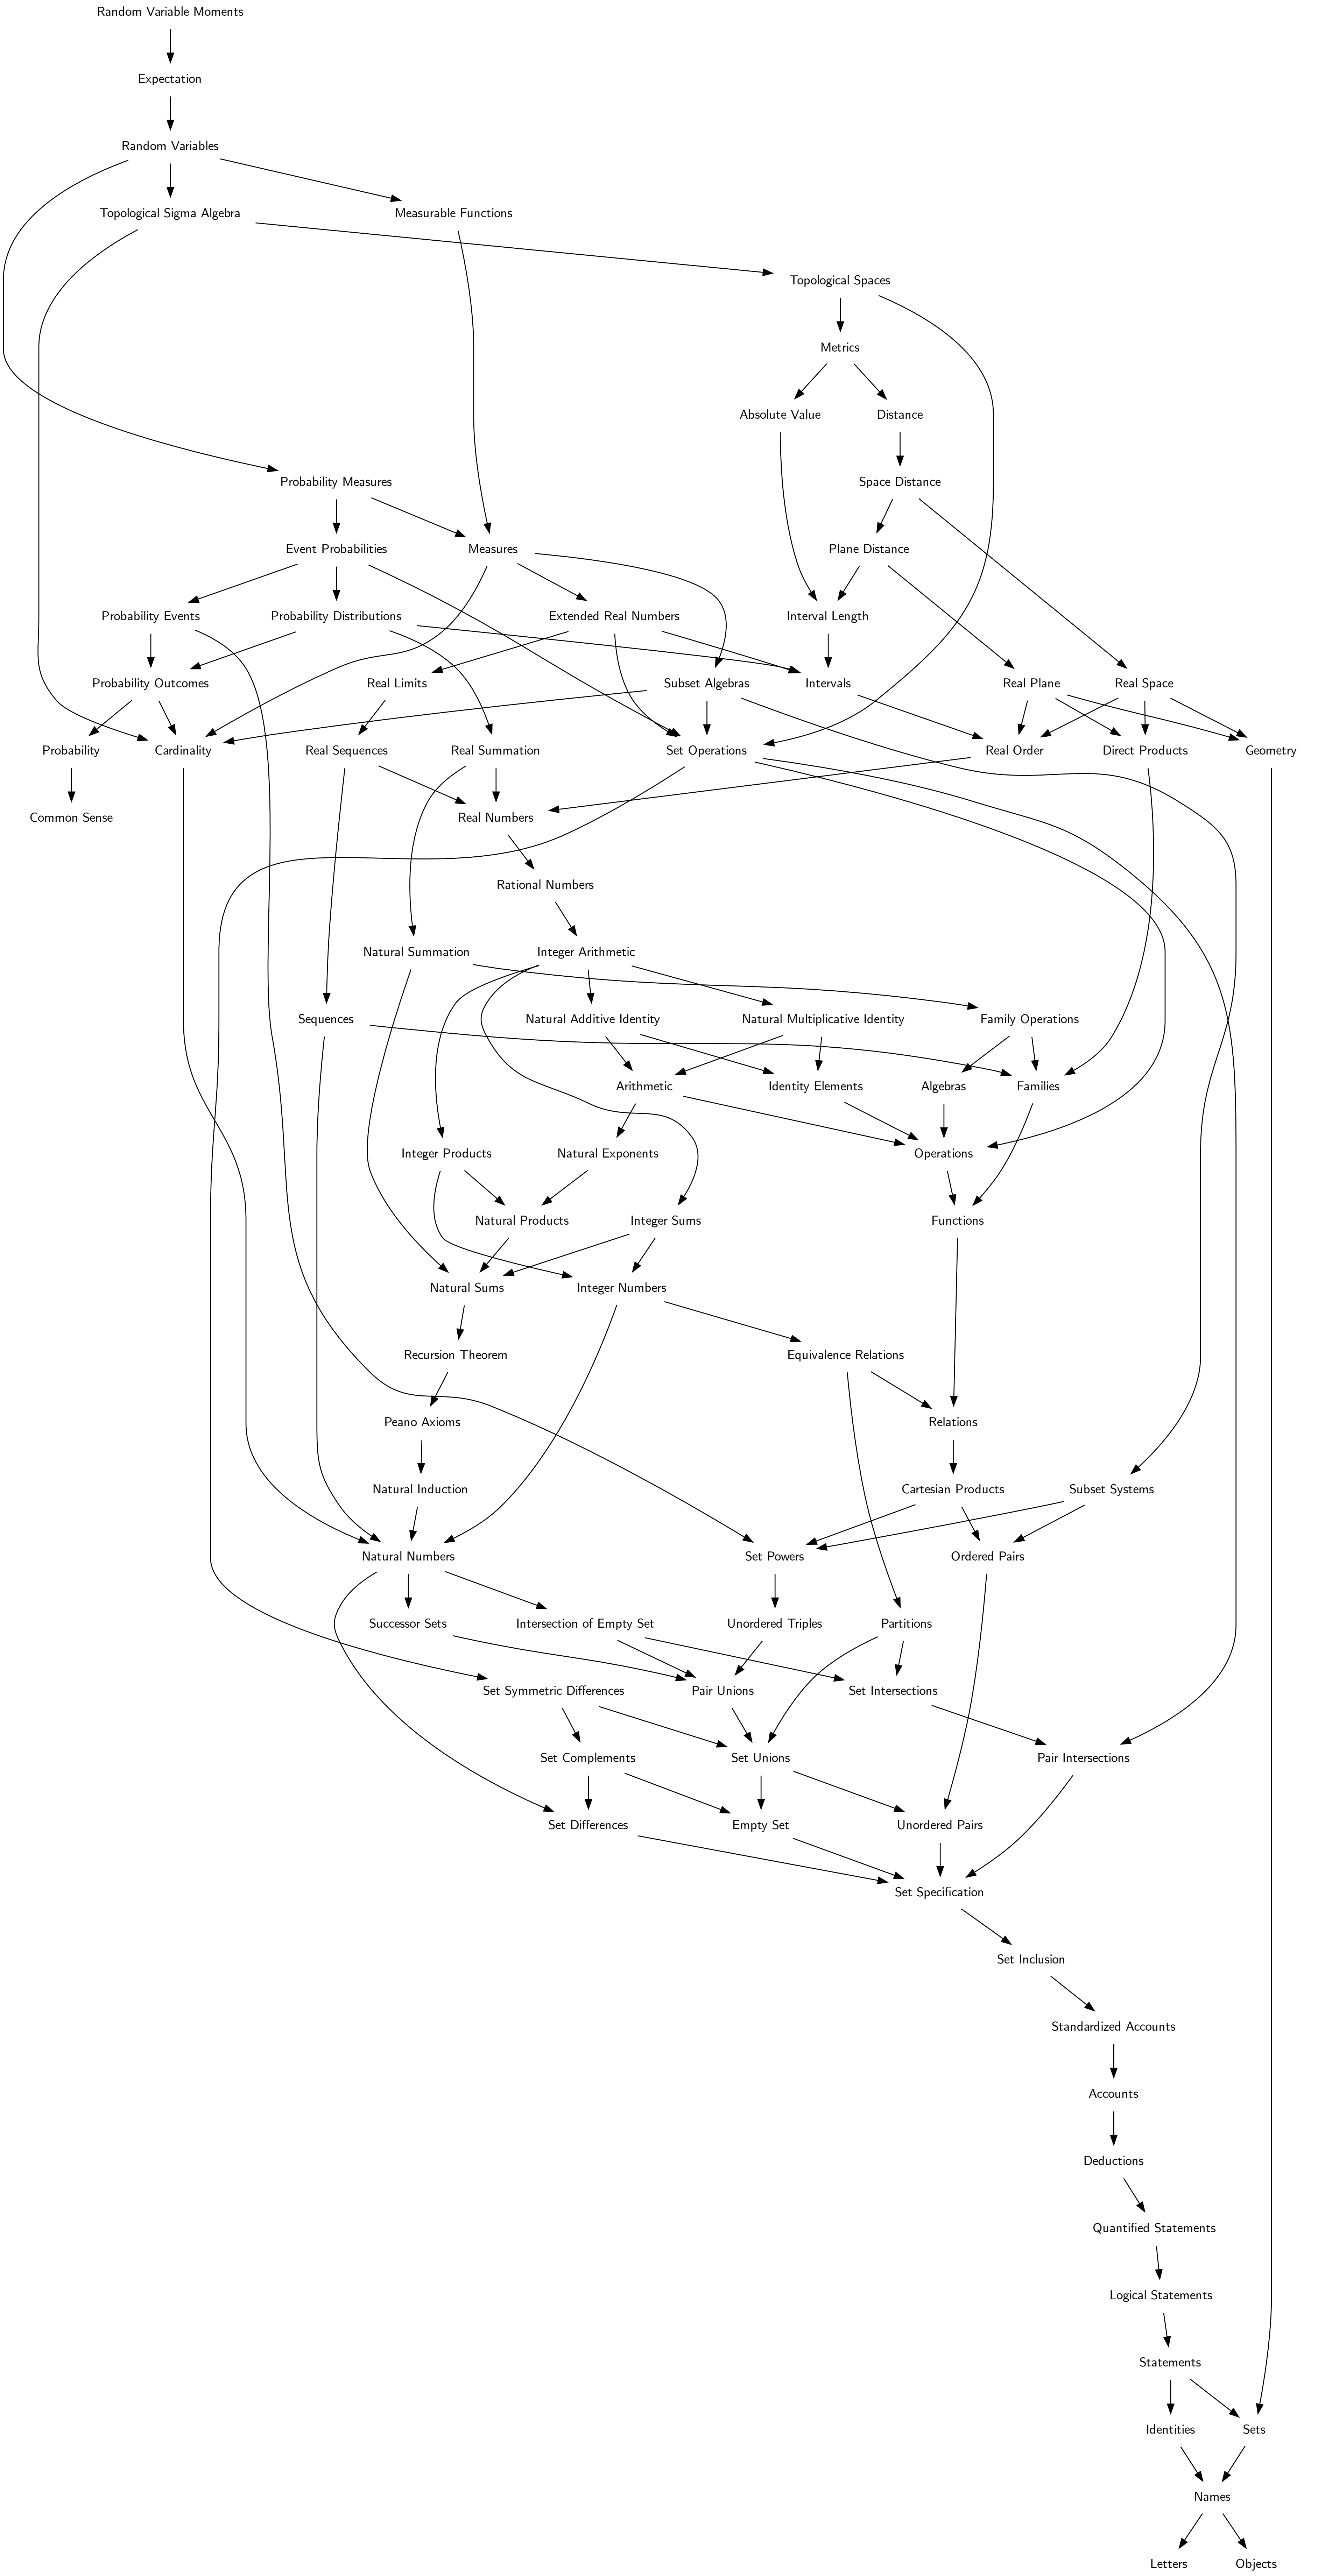 Random Variable Moments
Expectation
Random Variables
Topological Sigma Algebra
Measurable Functions
Topological Spaces
Metrics
Absolute Value
Distance
Probability Measures
Space Distance
Event Probabilities
Measures
Plane Distance
Probability Events
Probability Distributions
Extended Real Numbers
Interval Length
Probability Outcomes
Real Limits
Subset Algebras
Intervals
Real Plane
Real Space
Probability
Cardinality
Real Sequences
Real Summation
Set Operations
Real Order
Direct Products
Geometry
Common Sense
Real Numbers
Rational Numbers
Natural Summation
Integer Arithmetic
Sequences
Natural Additive Identity
Natural Multiplicative Identity
Family Operations
Arithmetic
Identity Elements
Algebras
Families
Integer Products
Natural Exponents
Operations
Natural Products
Integer Sums
Functions
Natural Sums
Integer Numbers
Recursion Theorem
Equivalence Relations
Peano Axioms
Relations
Natural Induction
Cartesian Products
Subset Systems
Natural Numbers
Set Powers
Ordered Pairs
Successor Sets
Intersection of Empty Set
Unordered Triples
Partitions
Set Symmetric Differences
Pair Unions
Set Intersections
Set Complements
Set Unions
Pair Intersections
Set Differences
Empty Set
Unordered Pairs
Set Specification
Set Inclusion
Standardized Accounts
Accounts
Deductions
Quantified Statements
Logical Statements
Statements
Identities
Sets
Names
Letters
Objects